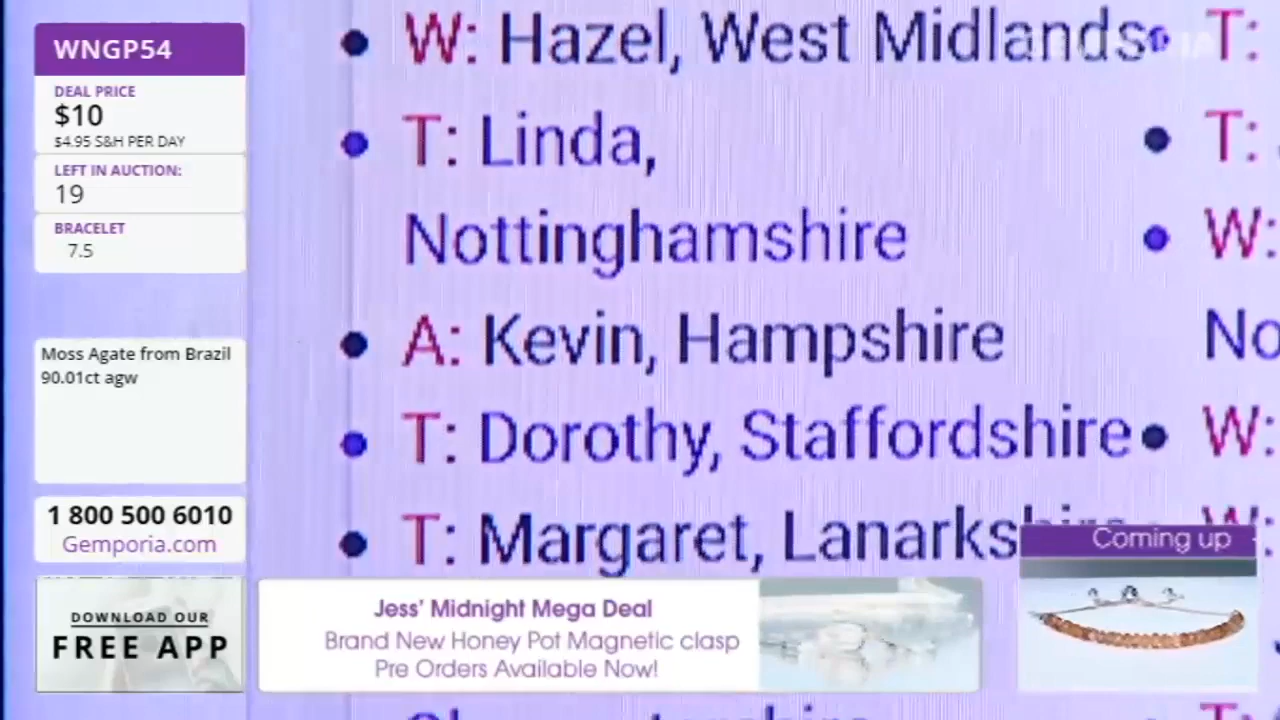 WNGP54
DEAL PRICE
$10
$4.95 S&H PER DAY
LEFT IN AUCTION:
19
BRACELET
7.5
Moss Agate from Brazil
90.01ct agw
1 800 500 6010
Gemporia.com
DOWNLOAD OUR
FREE APP
W: Hazel, West Midlands
T: Linda,
Nottinghamshire
A: Kevin, Hampshire
T: Dorothy, Staffordshire
T: Margaret,
T:
T:
W:
No
W:
W:
Coming up
Jess' Midnight Mega Deal
Brand New Honey Pot Magnetic clasp
Pre Orders Available Now!